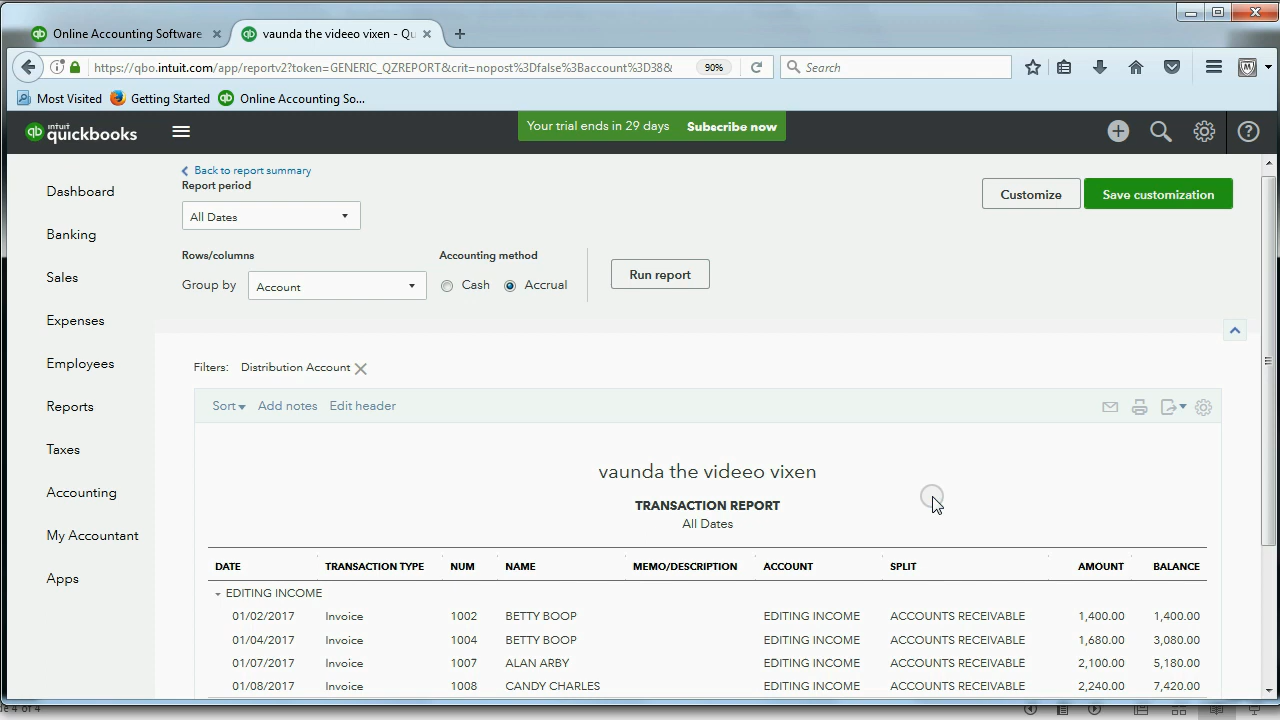 Online Accounting Software
vaunda the videeo vixen - Qu
https://qbo.intuit.com/app/reportv2?token=GENERIC_QZREPORT&crit=nopost%3Dfalse%3Baccount%3D38&
90%
Search
Most Visited
Getting Started
Online Accounting So...
qb intuit quickbooks
Your trial ends in 29 days Subscribe now
Dashboard
Banking
Sales
Expenses
Employees
Reports
Taxes
Accounting
My Accountant
Apps
Back to report summary
Report period
All Dates
Customize
Save customization
Rows/columns
Accounting method
Group by
Account
Cash
Accrual
Run report
Filters: Distribution Account
Sort
Add notes
Edit header
vaunda the videeo vixen
TRANSACTION REPORT
All Dates
DATE TRANSACTION TYPE NUM NAME MEMO/DESCRIPTION ACCOUNT SPLIT AMOUNT BALANCE
EDITING INCOME
01/02/2017 Invoice 1002 BETTY BOOP EDITING INCOME ACCOUNTS RECEIVABLE 1,400.00 1,400.00
01/04/2017 Invoice 1004 BETTY BOOP EDITING INCOME ACCOUNTS RECEIVABLE 1,680.00 3,080.00
01/07/2017 Invoice 1007 ALAN ARBY EDITING INCOME ACCOUNTS RECEIVABLE 2,100.00 5,180.00
01/08/2017 Invoice 1008 CANDY CHARLES EDITING INCOME ACCOUNTS RECEIVABLE 2,240.00 7,420.00
de 4 of 4